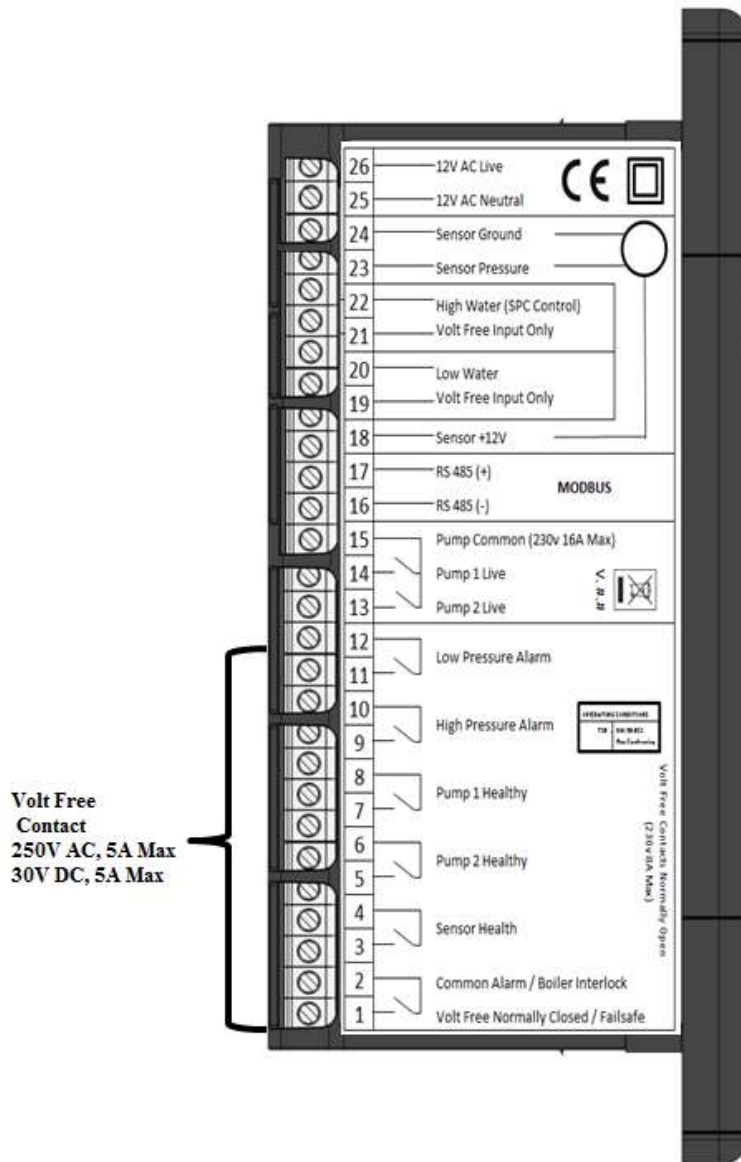 26 12V AC Live
25 12V AC Neutral
CE
24 Sensor Ground
23 Sensor Pressure
22 High Water (SPC Control)
21 Volt Free Input Only
20 Low Water
19 Volt Free Input Only
18 Sensor +12V
17 RS 485 (+)
MODBUS
16 RS 485 (-)
15 Pump Common (230v 16A Max)
14 Pump 1 Live
13 Pump 2 Live
V. #.#
12
Low Pressure Alarm
11
10
High Pressure Alarm
9
OPERATING CONDITIONS
8
Pump 1 Healthy
7
6
Pump 2 Healthy
5
Volt Free Contacts Normally Open
(230v 8A Max)
4
Sensor Health
3
2 Common Alarm / Boiler Interlock
1 Volt Free Normally Closed / Failsafe
Volt Free
Contact
250V AC, 5A Max
30V DC, 5A Max